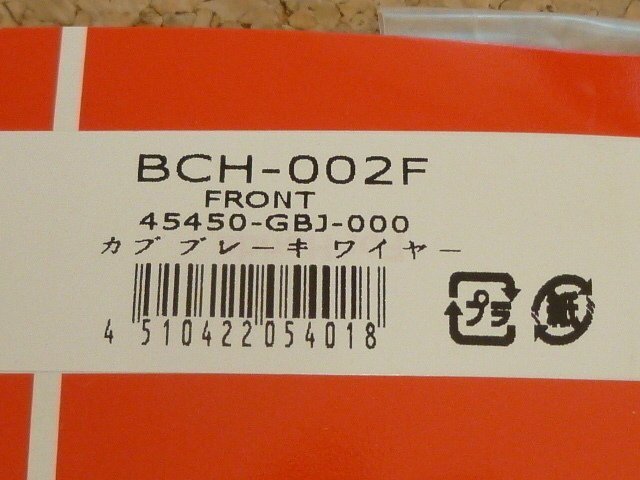 BCH-002F
FRONT
45450-GBJ-000
カブ ブレーキ ワイヤー
4 510422 054018
プラ
紙